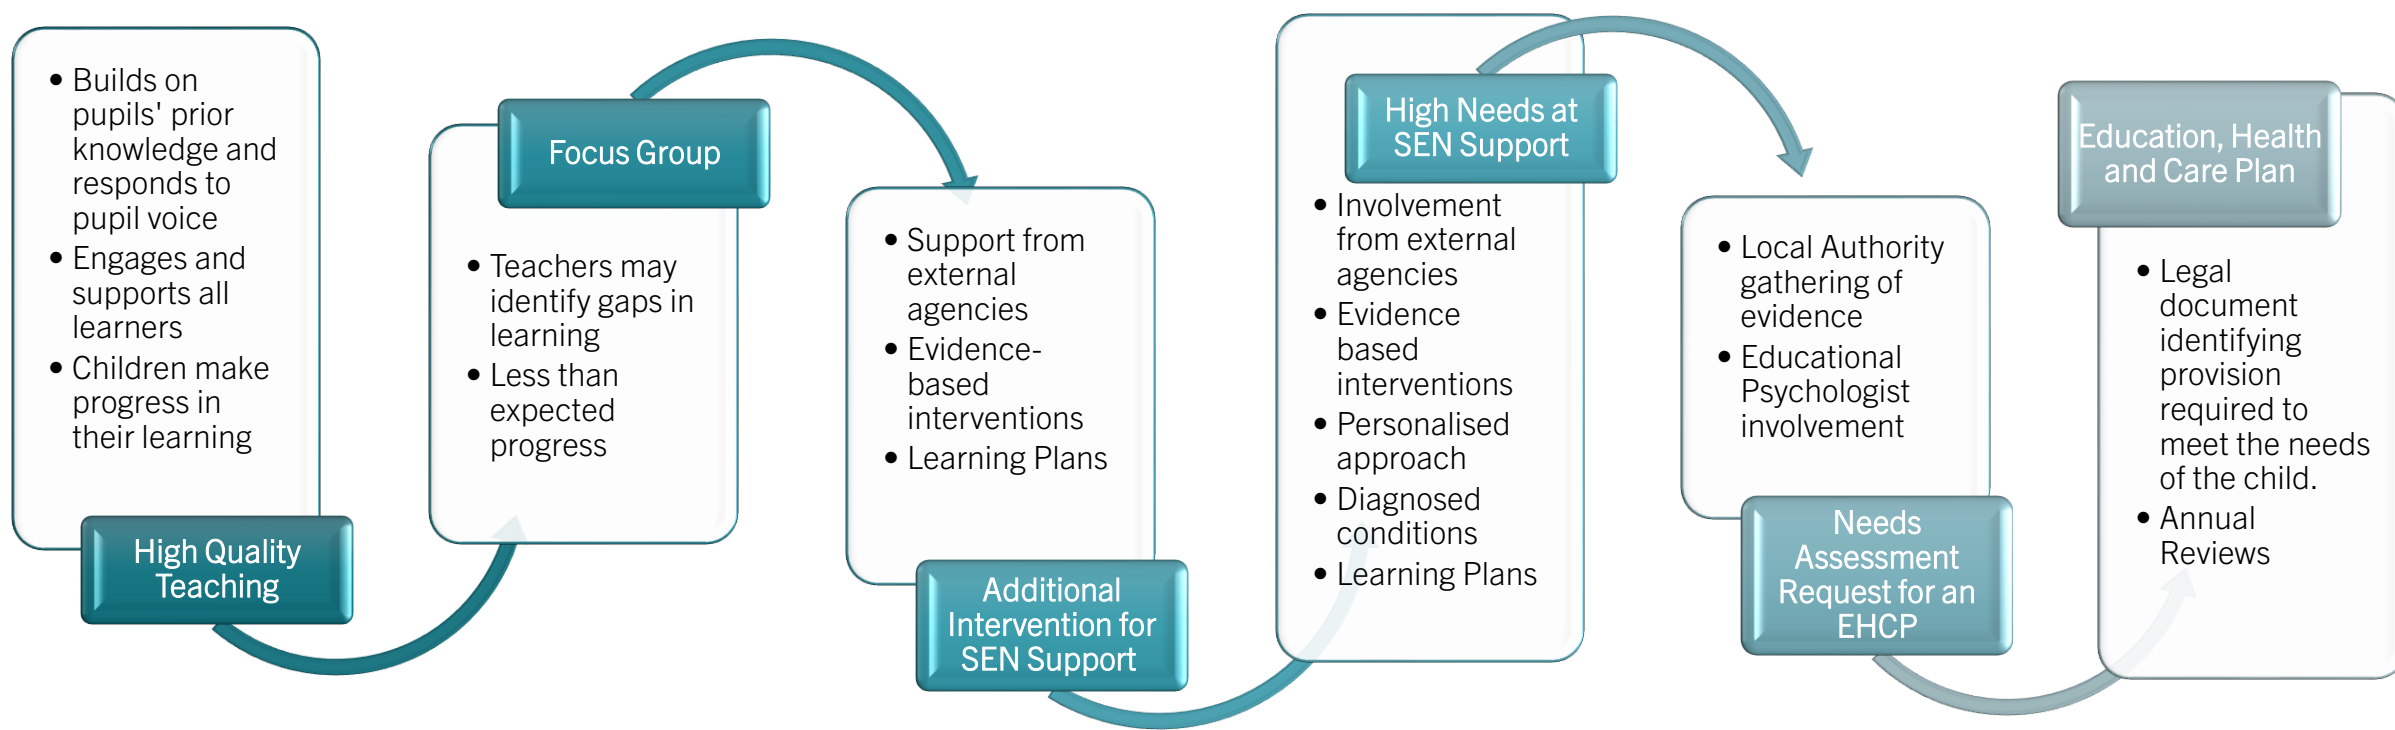 • Builds on
pupils' prior
knowledge and
responds to
pupil voice
• Engages and
supports all
learners
• Children make
progress in
their learning
High Quality
Teaching
Focus Group
• Teachers may
identify gaps in
learning
• Less than
expected
progress
• Support from
external
agencies
• Evidence-
based
interventions
• Learning Plans
Additional
Intervention for
SEN Support
High Needs at
SEN Support
• Involvement
from external
agencies
• Evidence
based
interventions
• Personalised
approach
• Diagnosed
conditions
• Learning Plans
• Local Authority
gathering of
evidence
• Educational
Psychologist
involvement
Needs
Assessment
Request for an
EHCP
Education, Health
and Care Plan
• Legal
document
identifying
provision
required to
meet the needs
of the child.
• Annual
Reviews